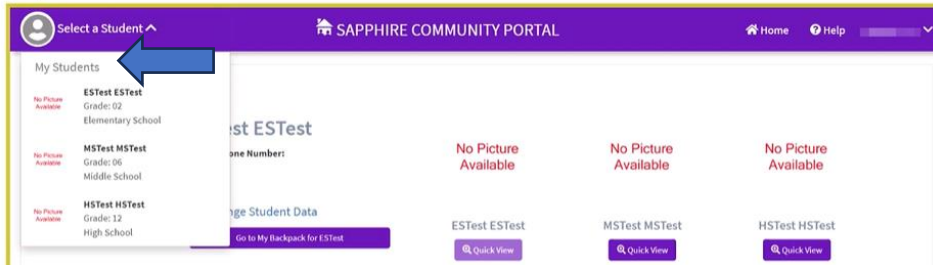 Select a Student
SAPPHIRE COMMUNITY PORTAL
Home
Help
My Students
No Picture Available
ESTest ESTest
Grade: 02
Elementary School
No Picture Available
MSTest MSTest
Grade: 06
Middle School
No Picture Available
HSTest HSTest
Grade: 12
High School
est ESTest
one Number:
nge Student Data
Go to My Backpack for ESTest
No Picture
Available
ESTest ESTest
Quick View
No Picture
Available
MSTest MSTest
Quick View
No Picture
Available
HSTest HSTest
Quick View